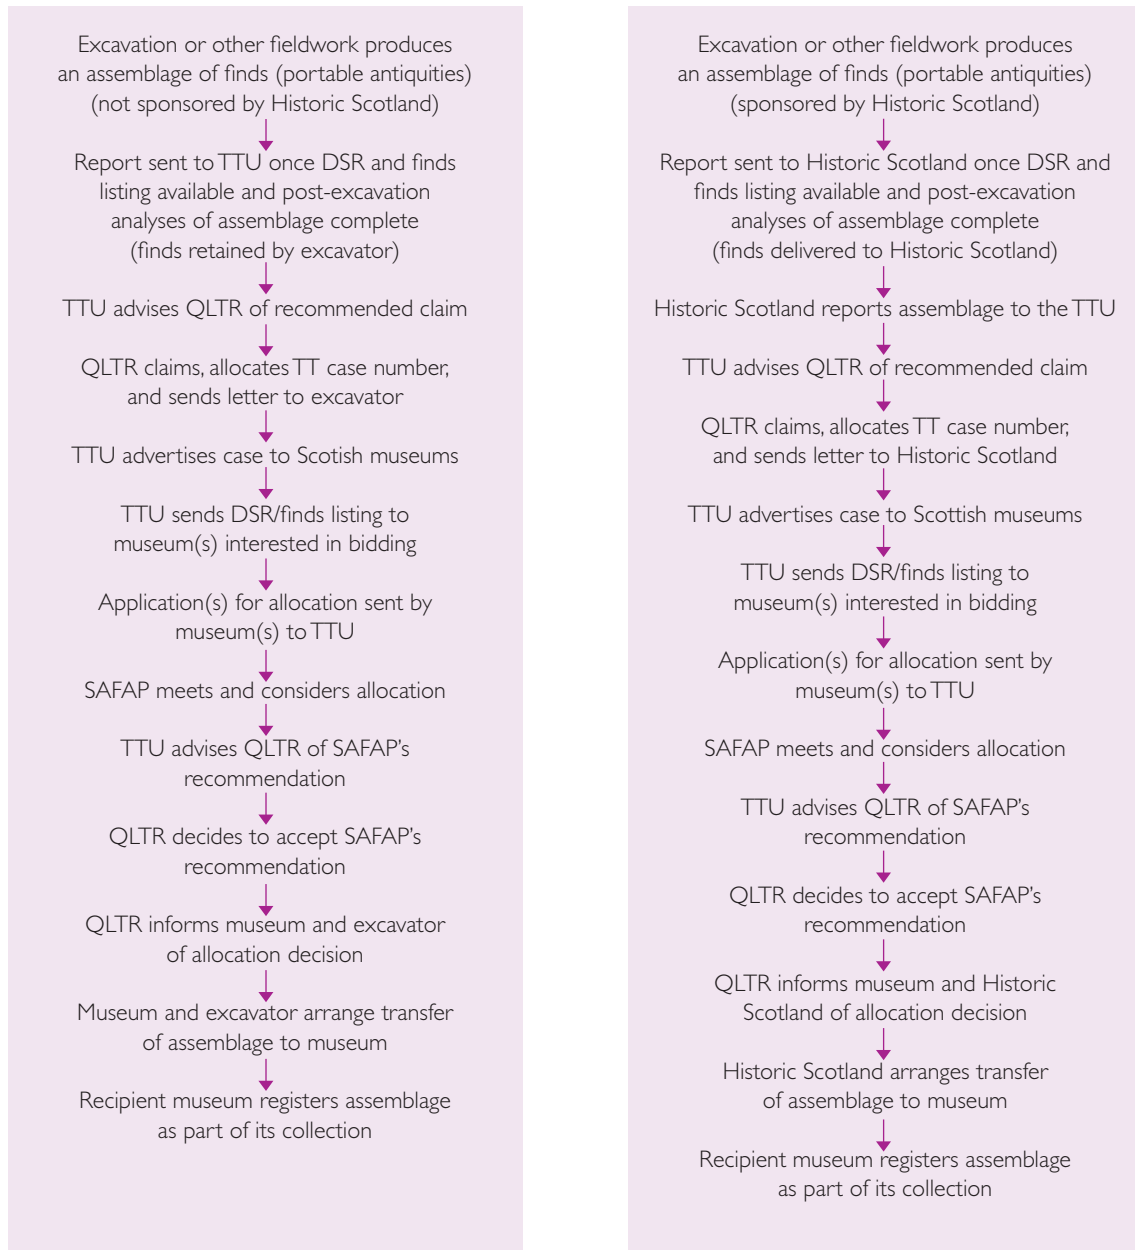 Excavation or other fieldwork produces
an assemblage of finds (portable antiquities)
(not sponsored by Historic Scotland)
Report sent to TTU once DSR and finds
listing available and post-excavation
analyses of assemblage complete
(finds retained by excavator)
TTU advises QLTR of recommended claim
QLTR claims, allocates TT case number,
and sends letter to excavator
TTU advertises case to Scotish museums
TTU sends DSR/finds listing to
museum(s) interested in bidding
Application(s) for allocation sent by
museum(s) to TTU
SAFAP meets and considers allocation
TTU advises QLTR of SAFAP's
recommendation
QLTR decides to accept SAFAP's
recommendation
QLTR informs museum and excavator
of allocation decision
Museum and excavator arrange transfer
of assemblage to museum
Recipient museum registers assemblage
as part of its collection
Excavation or other fieldwork produces
an assemblage of finds (portable antiquities)
(sponsored by Historic Scotland)
Report sent to Historic Scotland once DSR and
finds listing available and post-excavation
analyses of assemblage complete
(finds delivered to Historic Scotland)
Historic Scotland reports assemblage to the TTU
TTU advises QLTR of recommended claim
QLTR claims, allocates TT case number,
and sends letter to Historic Scotland
TTU advertises case to Scottish museums
TTU sends DSR/finds listing to
museum(s) interested in bidding
Application(s) for allocation sent by
museum(s) to TTU
SAFAP meets and considers allocation
TTU advises QLTR of SAFAP's
recommendation
QLTR decides to accept SAFAP's
recommendation
QLTR informs museum and Historic
Scotland of allocation decision
Historic Scotland arranges transfer
of assemblage to museum
Recipient museum registers assemblage
as part of its collection